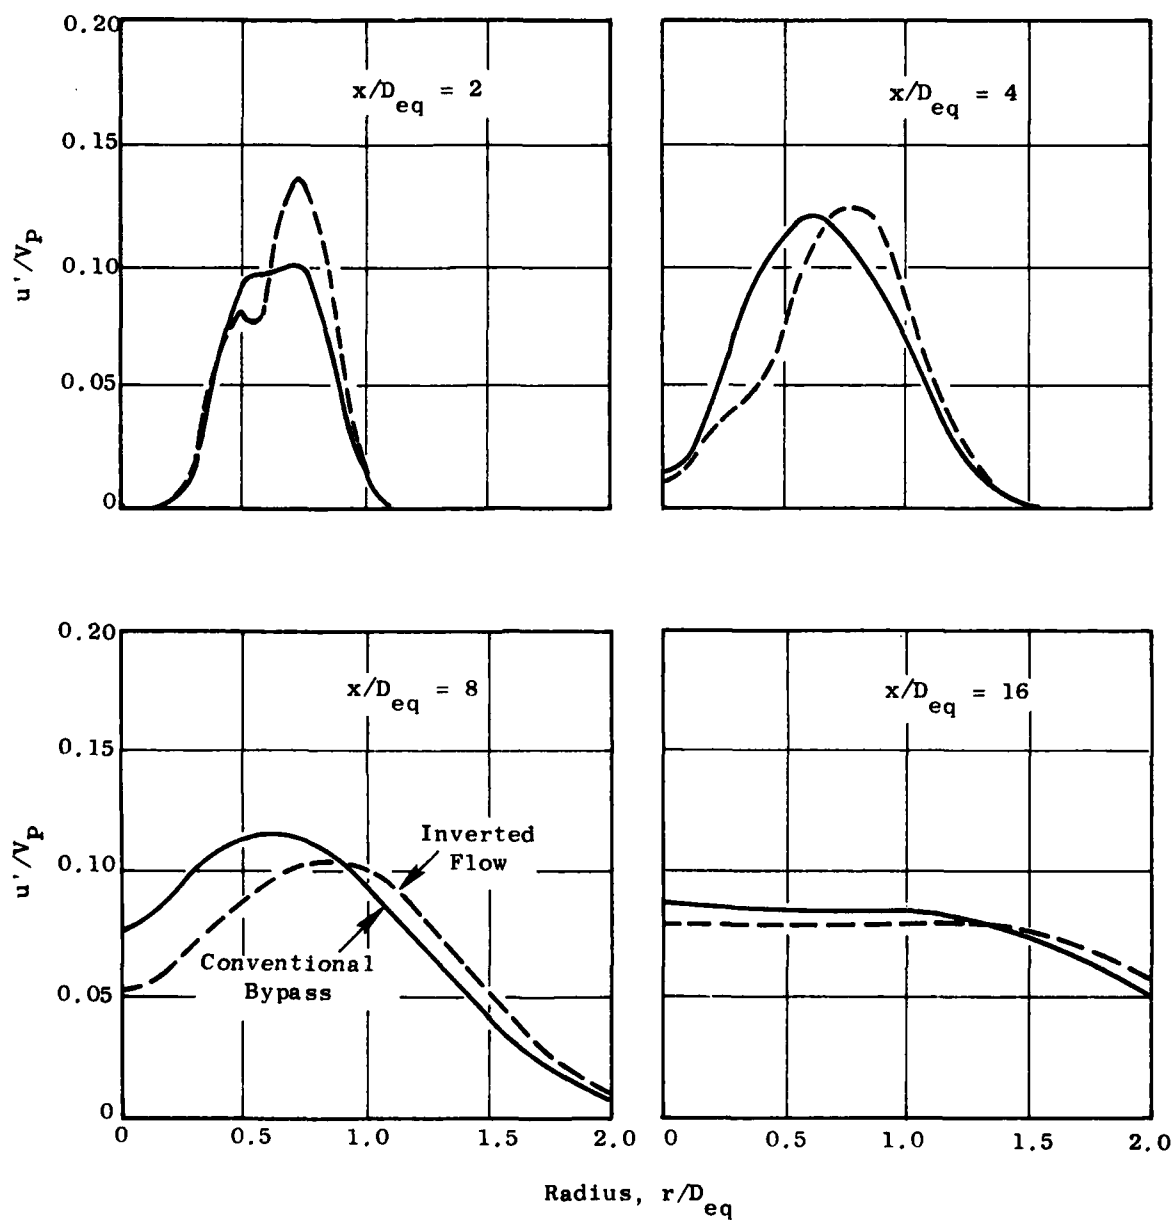 0.20
x/Deq = 2
0.15
u'/Vp
0.10
0.05
0
x/Deq = 4
0.20
x/Deq = 8
0.15
u'/Vp
0.10
Inverted
Flow
Conventional
Bypass
0.05
0
0 0.5 1.0 1.5 2.0
x/Deq = 16
0 0.5 1.0 1.5 2.0
Radius, r/Deq